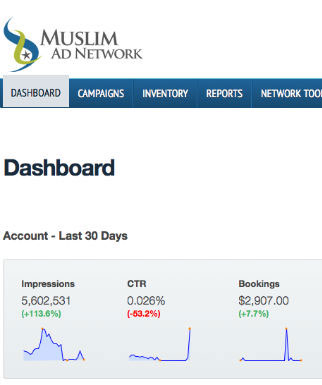 MUSLIM
AD NETWORK
DASHBOARD CAMPAIGNS INVENTORY REPORTS NETWORK TOO
Dashboard
Account - Last 30 Days
Impressions CTR Bookings
5,602,531 0.026% $2,907.00
(+113.6%) (-53.2%) (+7.7%)